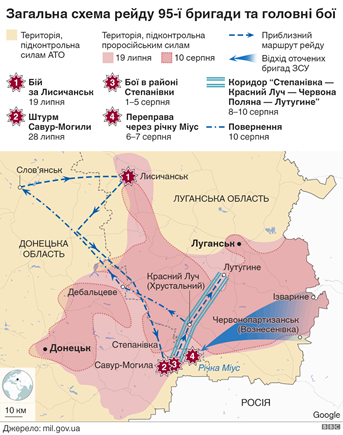 Загальна схема рейду 95-ї бригади та головні бої
Територія,
підконтрольна
силам АТО
Територія, підконтрольна
проросійським силам
19 липня
10 серпня
Приблизний
маршрут рейду
Відхід оточених
бригад ЗСУ
1
Бій
за Лисичанськ
19 липня
2
Штурм
Савур-Могили
28 липня
3
Бої в районі
Степанівки
1–5 серпня
4
Переправа
через річку Міус
6–7 серпня
Коридор “Степанівка —
Красний Луч — Червона
Поляна — Лутугине”
8–10 серпня
Повернення
10 серпня
Слов'янськ
1
Лисичанськ
ЛУГАНСЬКА ОБЛАСТЬ
ДОНЕЦЬКА
ОБЛАСТЬ
Луганськ
Лутугине
Красний Луч
(Хрустальний)
Дебальцеве
Ізварине
Червонопартизанськ
(Вознесенівка)
Донецьк
Степанівка
Савур-Могила
2
3
4
Річка Міус
РОСІЯ
10 км
Google
Джерело: mil.gov.ua
BBC